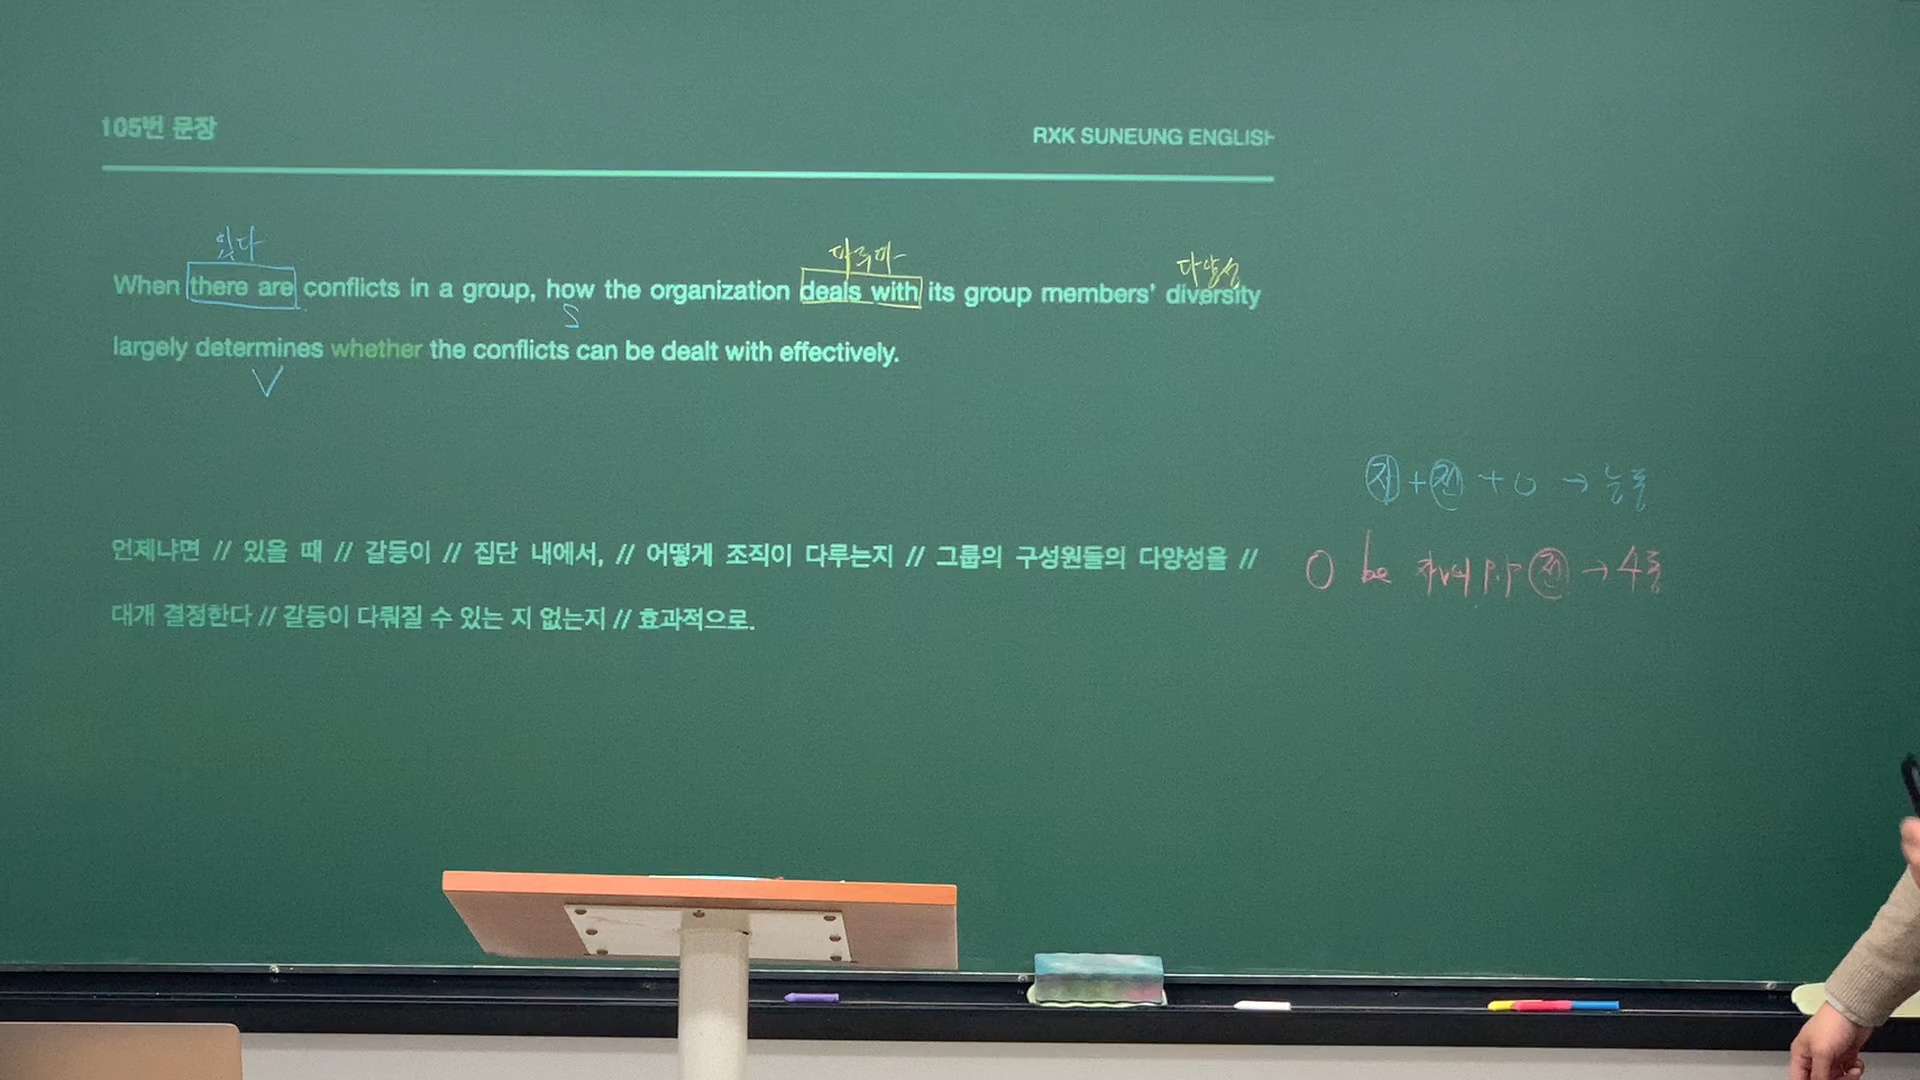 105번 문장
RXK SUNEUNG ENGLISH
있다 다루다 다양성
When there are conflicts in a group, how the organization deals with its group members’ diversity
S
largely determines whether the conflicts can be dealt with effectively.
V
자 + 전 + O → 능동
언제냐면 // 있을 때 // 갈등이 // 집단 내에서, // 어떻게 조직이 다루는지 // 그룹의 구성원들의 다양성을 //
O be 자V의 p.p 전 → 수동
대개 결정한다 // 갈등이 다뤄질 수 있는 지 없는지 // 효과적으로.